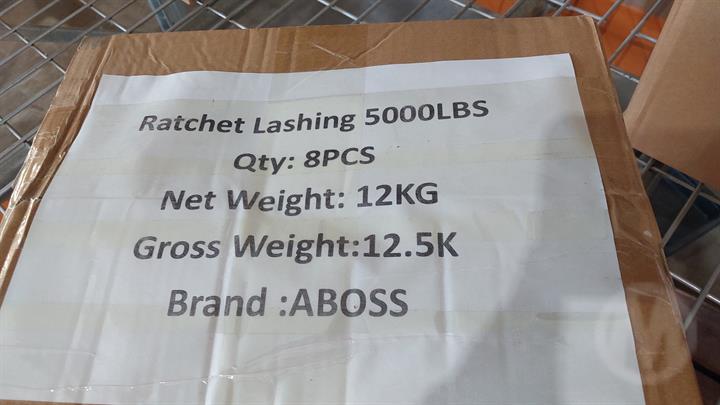 Ratchet Lashing 5000LBS
Qty: 8PCS
Net Weight: 12KG
Gross Weight:12.5K
Brand :ABOSS